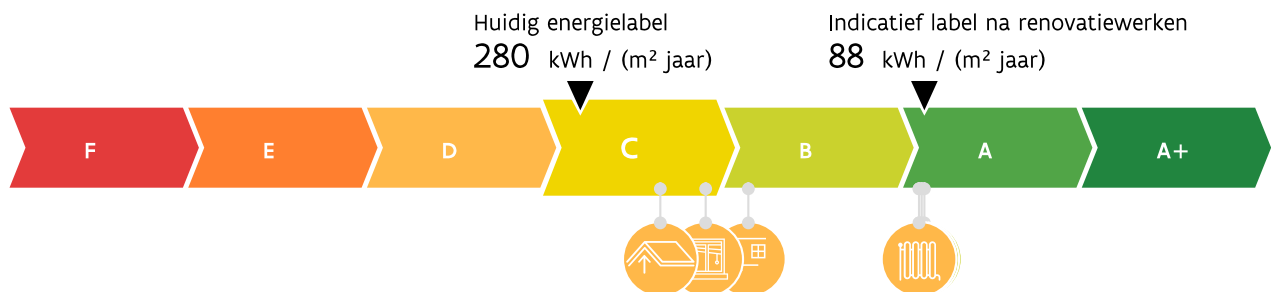 Huidig energielabel
280 kWh / (m² jaar)
Indicatief label na renovatiewerken
88 kWh / (m² jaar)
F E D C B A A+